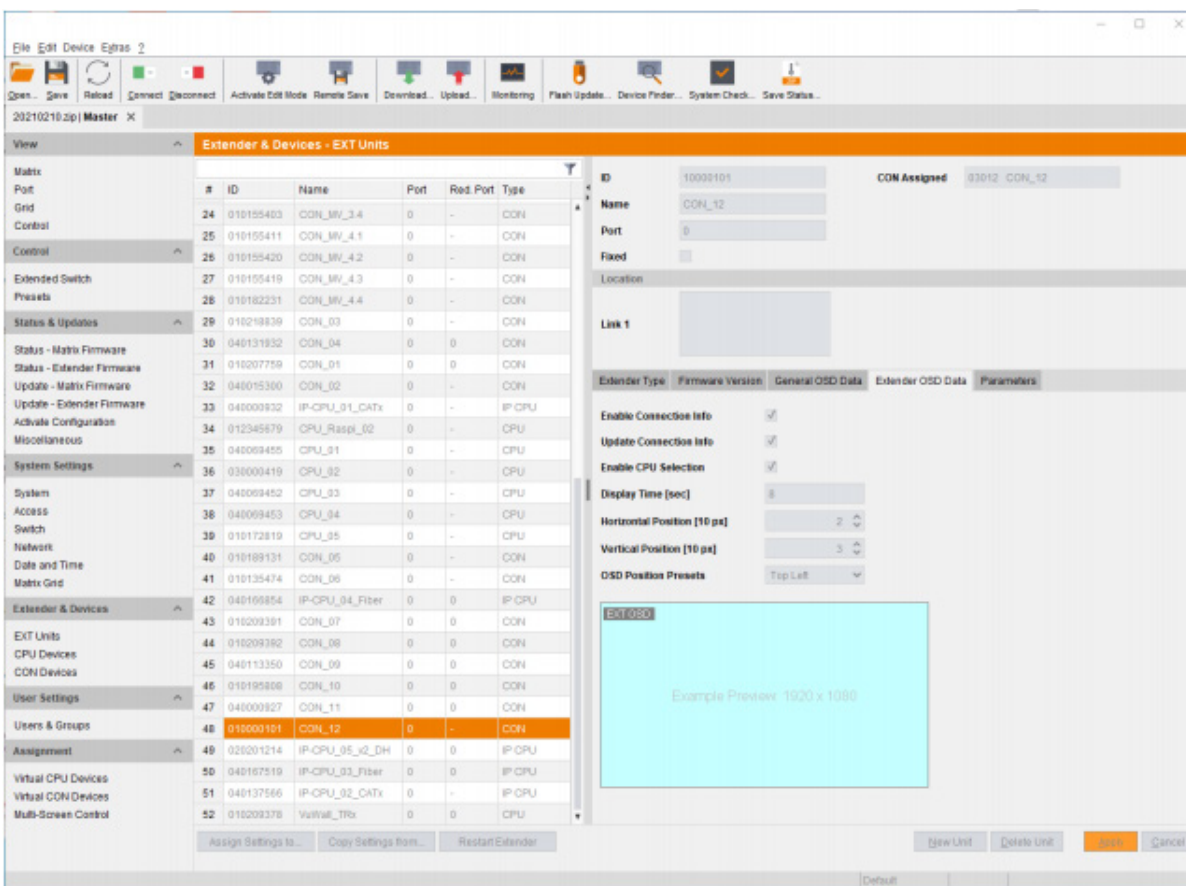 File Edit Device Extras ?
Open... Save Reload Connect Disconnect Activate Edit Mode Remote Save Download... Upload... Monitoring Flash Update... Device Finder... System Check... Save Status...
20210210.zip | Master ×
View
Matrix
Port
Grid
Control
Control
Extended Switch
Presets
Status & Updates
Status - Matrix Firmware
Status - Extender Firmware
Update - Matrix Firmware
Update - Extender Firmware
Activate Configuration
Miscellaneous
System Settings
System
Access
Switch
Network
Date and Time
Matrix Grid
Extender & Devices
EXT Units
CPU Devices
CON Devices
User Settings
Users & Groups
Assignment
Virtual CPU Devices
Virtual CON Devices
Multi-Screen Control
Extender & Devices - EXT Units
# ID Name Port Red. Port Type
24 010155403 CON_MV_3.4 0 - CON
25 010155411 CON_MV_4.1 0 - CON
26 010155420 CON_MV_4.2 0 - CON
27 010155419 CON_MV_4.3 0 - CON
28 010182231 CON_MV_4.4 0 - CON
29 010218839 CON_03 0 - CON
30 040131932 CON_04 0 0 CON
31 010207759 CON_01 0 0 CON
32 040015300 CON_02 0 - CON
33 040000932 IP-CPU_01_CATx 0 - IP CPU
34 012345679 CPU_Raspi_02 0 - CPU
35 040069455 CPU_01 0 - CPU
36 030000419 CPU_02 0 - CPU
37 040069452 CPU_03 0 - CPU
38 040069453 CPU_04 0 - CPU
39 010172819 CPU_05 0 - CPU
40 010189131 CON_05 0 - CON
41 010135474 CON_06 0 - CON
42 040166854 IP-CPU_04_Fiber 0 0 IP CPU
43 010209391 CON_07 0 0 CON
44 010209392 CON_08 0 0 CON
45 040113350 CON_09 0 0 CON
46 010195808 CON_10 0 0 CON
47 040000927 CON_11 0 0 CON
48 010000101 CON_12 0 - CON
49 020201214 IP-CPU_05_v2_DH 0 0 IP CPU
50 040167519 IP-CPU_03_Fiber 0 0 IP CPU
51 040137566 IP-CPU_02_CATx 0 - IP CPU
52 010209378 VuWall_TRx 0 0 CPU
Assign Settings to... Copy Settings from... Restart Extender
ID 10000101 CON Assigned 03012 CON_12
Name CON_12
Port 0
Fixed
Location
Link 1
Extender Type Firmware Version General OSD Data Extender OSD Data Parameters
Enable Connection Info
Update Connection Info
Enable CPU Selection
Display Time [sec] 8
Horizontal Position [10 px] 2
Vertical Position [10 px] 3
OSD Position Presets Top Left
EXT OSD
Example Preview: 1920 x 1080
New Unit Delete Unit Apply Cancel
Default